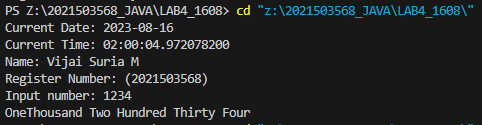 PS Z:\2021503568_JAVA\LAB4_1608> cd "z:\2021503568_JAVA\LAB4_1608\"
Current Date: 2023-08-16
Current Time: 02:00:04.972078200
Name: Vijai Suria M
Register Number: (2021503568)
Input number: 1234
OneThousand Two Hundred Thirty Four